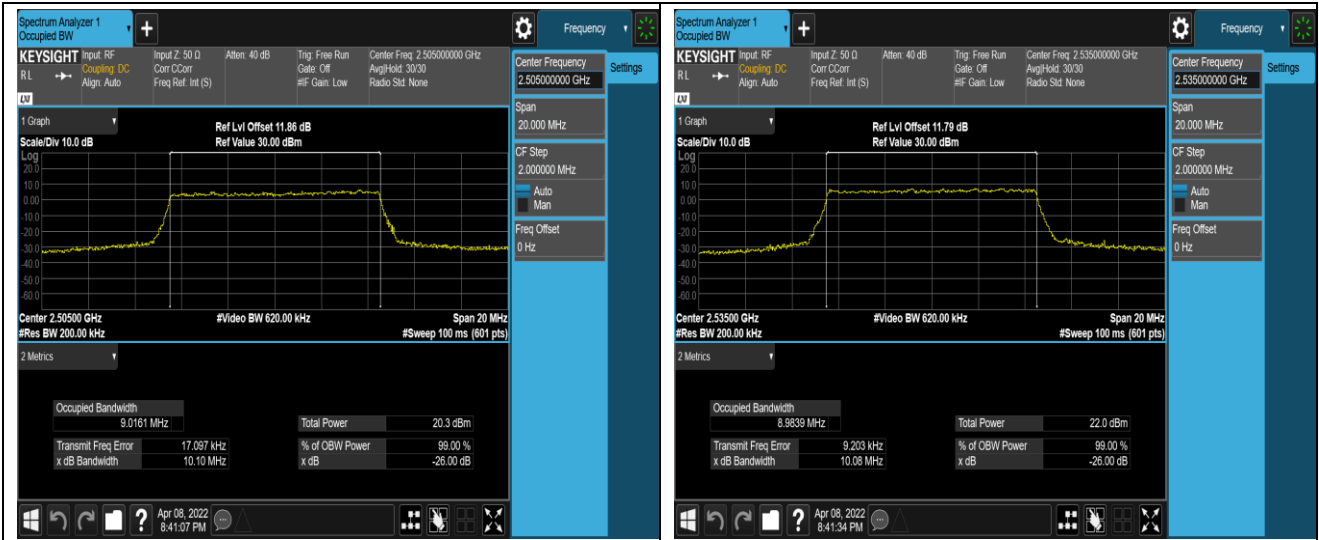 Spectrum Analyzer 1
Occupied BW
+
Frequency
KEYSIGHT
Input: RF
Input Z: 50 Ω
Atten: 40 dB
Trig: Free Run
Center Freq: 2.505000000 GHz
RL
Coupling: DC
Corr CCorr
Gate: Off
Avg|Hold: 30/30
Align: Auto
Freq Ref: Int (S)
#IF Gain: Low
Radio Std: None
LXI
Center Frequency
2.505000000 GHz
Settings
Span
20.000 MHz
CF Step
2.000000 MHz
Auto
Man
Freq Offset
0 Hz
1 Graph
Ref Lvl Offset 11.86 dB
Scale/Div 10.0 dB
Ref Value 30.00 dBm
Log
20.0
10.0
0.00
-10.0
-20.0
-30.0
-40.0
-50.0
-60.0
Center 2.50500 GHz
#Video BW 620.00 kHz
Span 20 MHz
#Res BW 200.00 kHz
#Sweep 100 ms (601 pts)
2 Metrics
Occupied Bandwidth
9.0161 MHz
Total Power 20.3 dBm
Transmit Freq Error 17.097 kHz
% of OBW Power 99.00 %
x dB Bandwidth 10.10 MHz
x dB -26.00 dB
?
Apr 08, 2022
8:41:07 PM
Spectrum Analyzer 1
Occupied BW
+
Frequency
KEYSIGHT
Input: RF
Input Z: 50 Ω
Atten: 40 dB
Trig: Free Run
Center Freq: 2.535000000 GHz
RL
Coupling: DC
Corr CCorr
Gate: Off
Avg|Hold: 30/30
Align: Auto
Freq Ref: Int (S)
#IF Gain: Low
Radio Std: None
LXI
Center Frequency
2.535000000 GHz
Settings
Span
20.000 MHz
CF Step
2.000000 MHz
Auto
Man
Freq Offset
0 Hz
1 Graph
Ref Lvl Offset 11.79 dB
Scale/Div 10.0 dB
Ref Value 30.00 dBm
Log
20.0
10.0
0.00
-10.0
-20.0
-30.0
-40.0
-50.0
-60.0
Center 2.53500 GHz
#Video BW 620.00 kHz
Span 20 MHz
#Res BW 200.00 kHz
#Sweep 100 ms (601 pts)
2 Metrics
Occupied Bandwidth
8.9839 MHz
Total Power 22.0 dBm
Transmit Freq Error 9.203 kHz
% of OBW Power 99.00 %
x dB Bandwidth 10.08 MHz
x dB -26.00 dB
?
Apr 08, 2022
8:41:34 PM